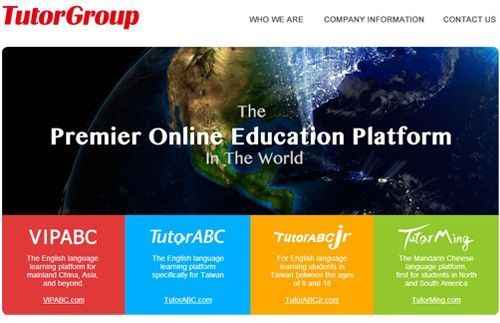 TutorGroup
WHO WE ARE COMPANY INFORMATION CONTACT US
The
Premier Online Education Platform
In The World
VIPABC
The English language
learning platform for
mainland China, Asia,
and beyond.
VIPABC.com
TutorABC
The English language
learning platform
specifically for Taiwan
TutorABC.com
TutorABCjr
For English language
learning students in
Taiwan between the ages
of 6 and 18
TutorABCJr.com
TutorMing
The Mandarin Chinese
language platform,
first for students in North
and South America
TutorMing.com